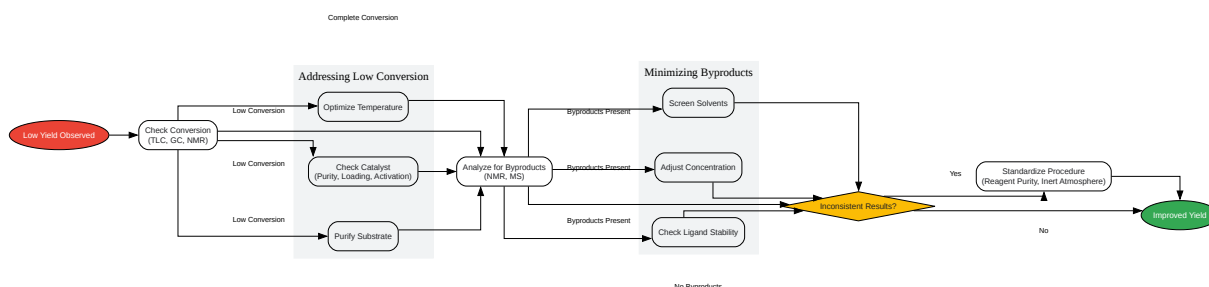 Complete Conversion
Addressing Low Conversion
Minimizing Byproducts
Low Yield Observed
Check Conversion
(TLC, GC, NMR)
Low Conversion
Low Conversion
Low Conversion
Optimize Temperature
Check Catalyst
(Purity, Loading, Activation)
Purify Substrate
Analyze for Byproducts
(NMR, MS)
Byproducts Present
Byproducts Present
Byproducts Present
Screen Solvents
Adjust Concentration
Check Ligand Stability
Inconsistent Results?
Yes
Standardize Procedure
(Reagent Purity, Inert Atmosphere)
No
Improved Yield
No Byproducts